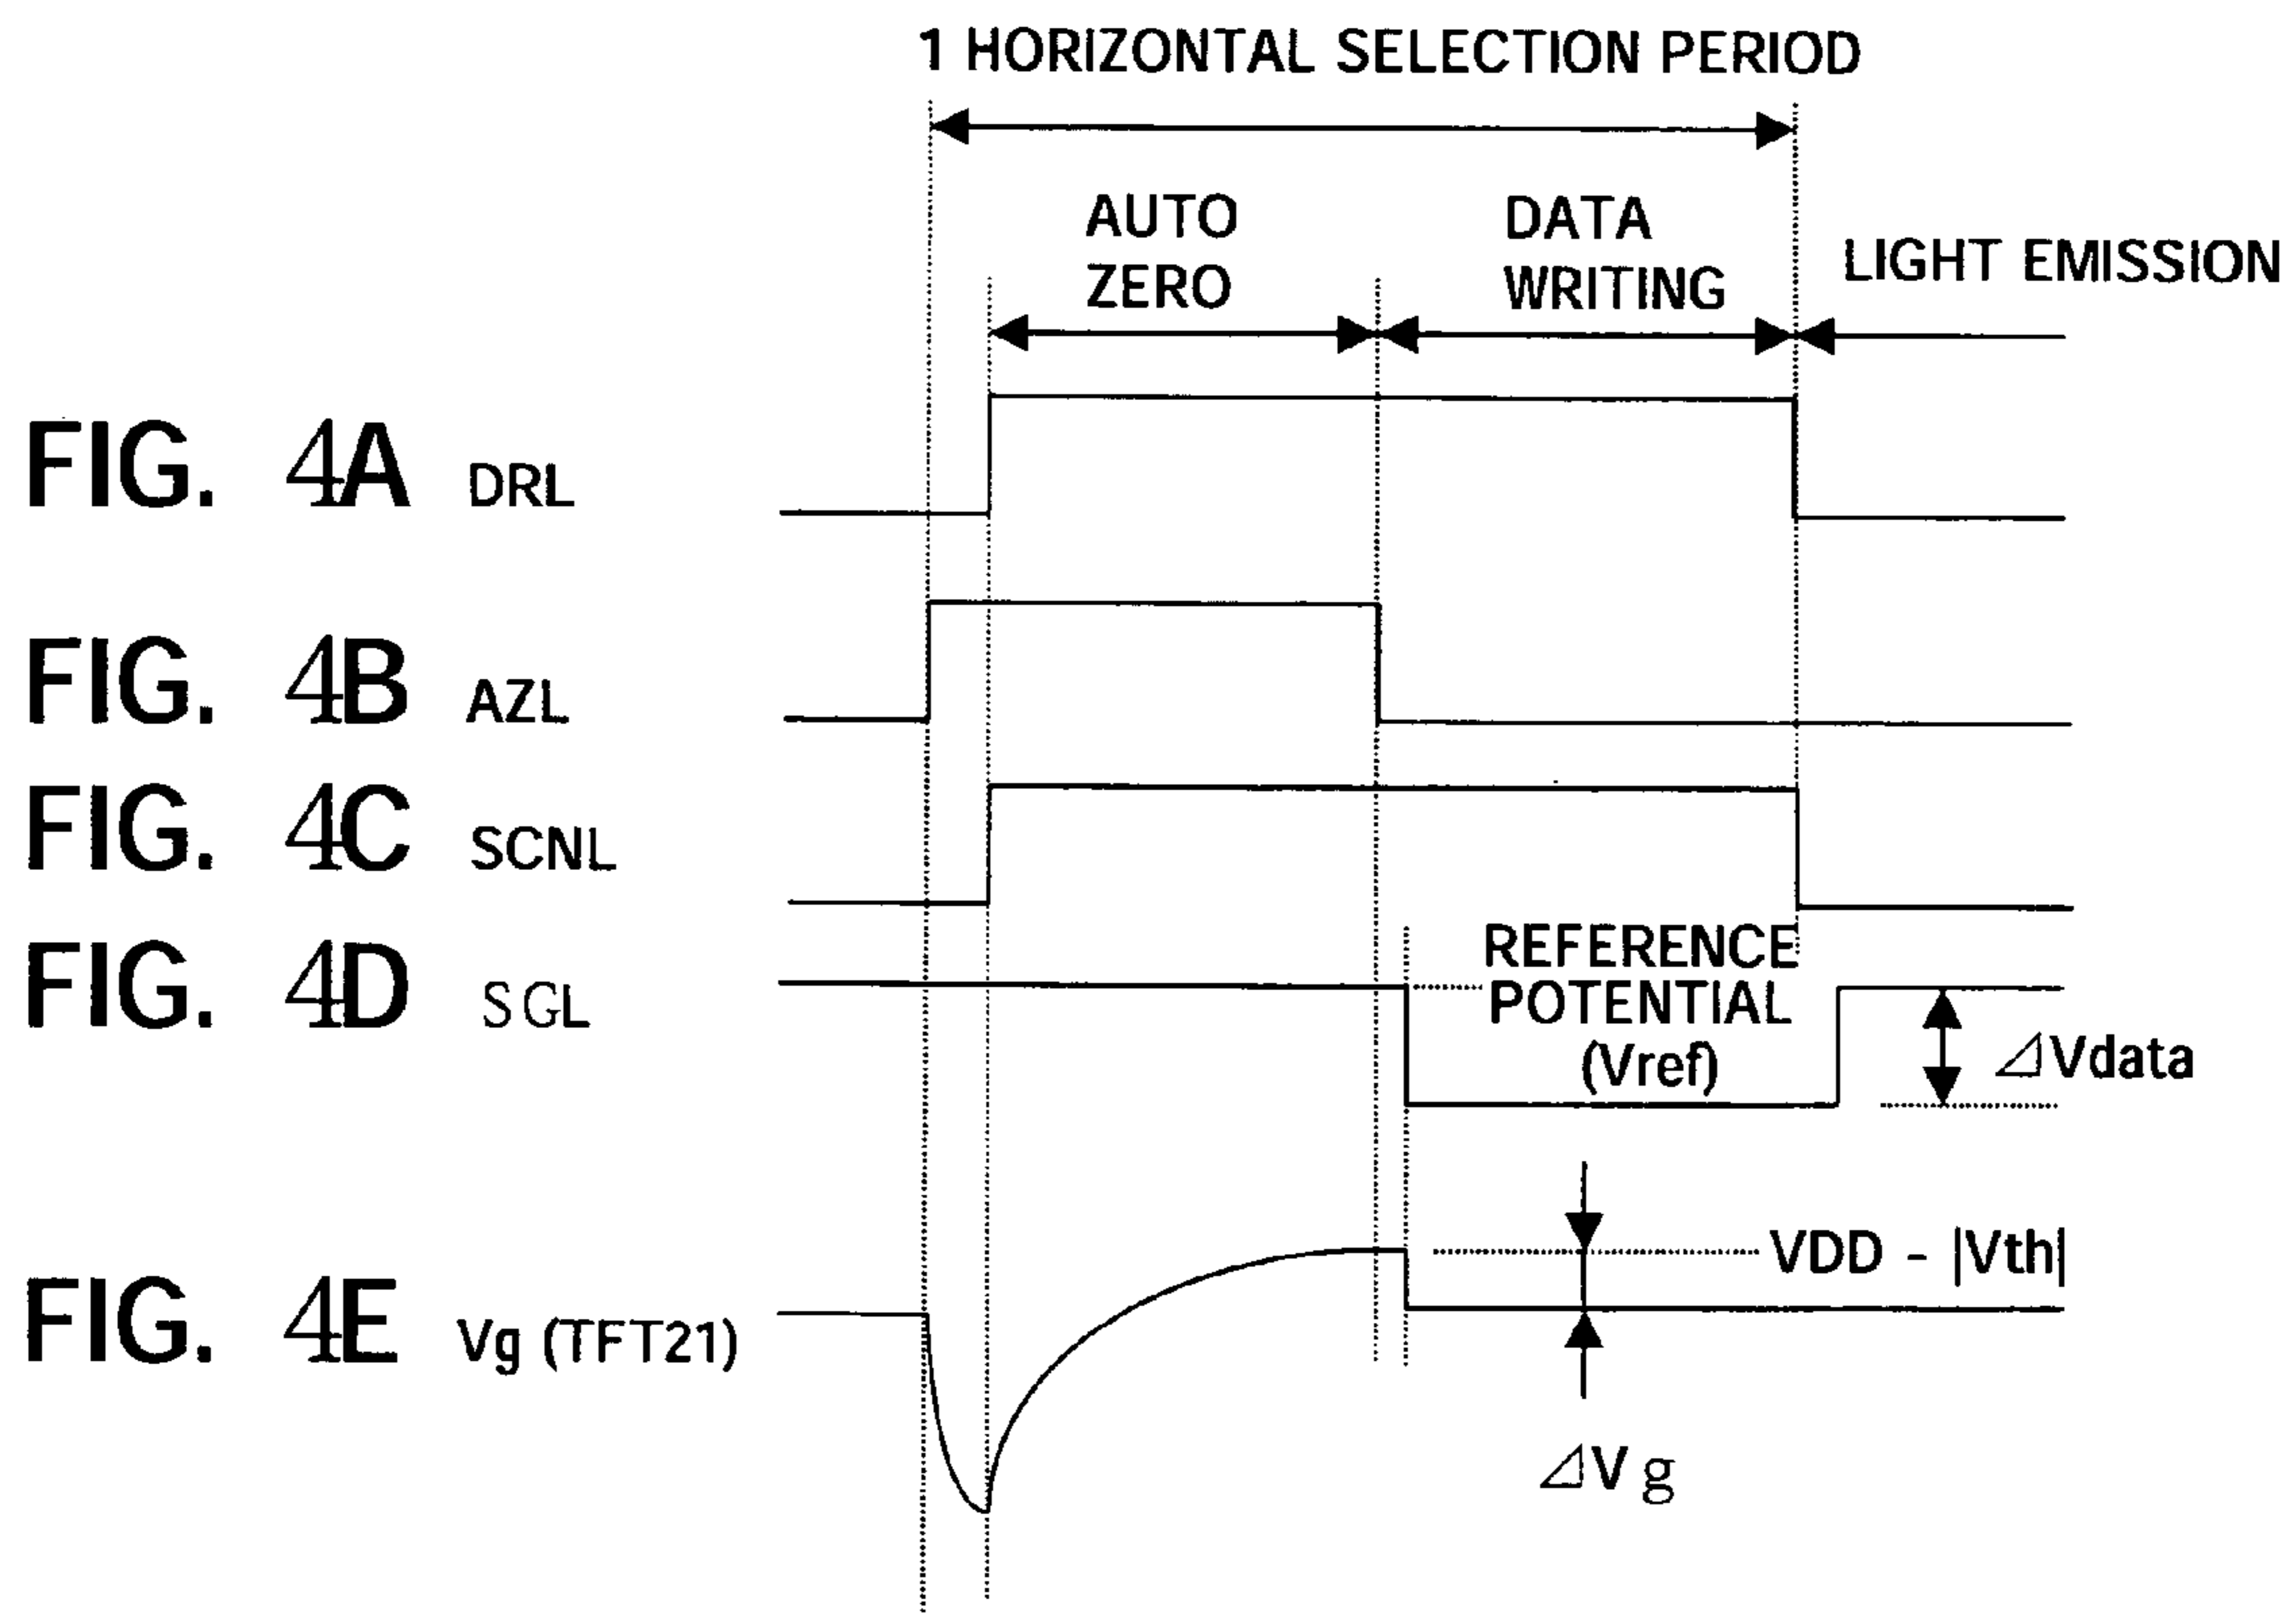 1 HORIZONTAL SELECTION PERIOD
AUTO
ZERO
DATA
WRITING
LIGHT EMISSION
FIG. 4A DRL
FIG. 4B AZL
FIG. 4C SCNL
FIG. 4D SGL
REFERENCE
POTENTIAL
(Vref)
⊿Vdata
FIG. 4E Vg (TFT21)
VDD - |Vth|
⊿Vg